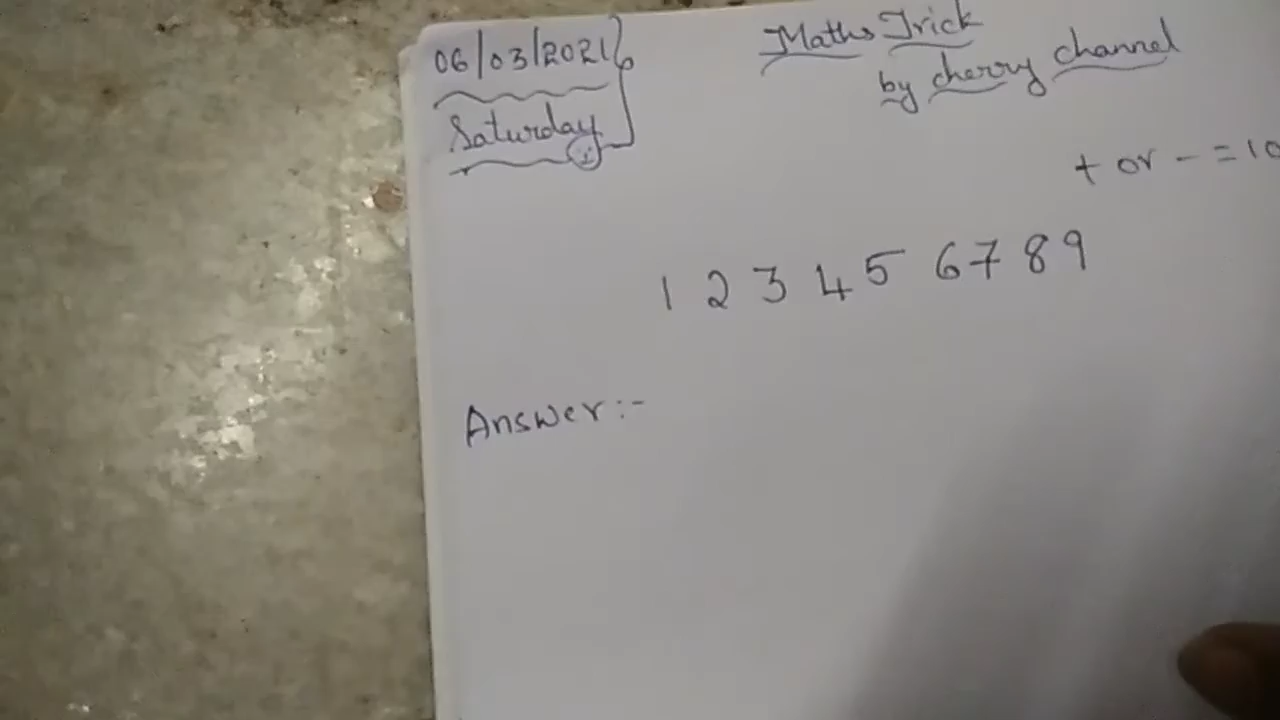 06/03/2021
Saturday
Maths Trick
by cherry channel
+ or - = 10
1 2 3 4 5 6 7 8 9
Answer :-